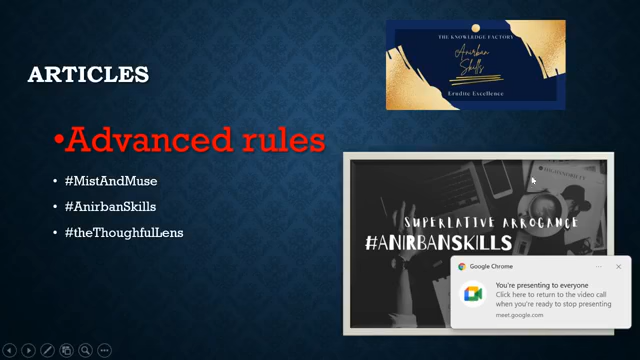 ARTICLES
•Advanced rules
• #MistAndMuse
• #AnirbanSkills
• #theThoughfulLens
THE KNOWLEDGE FACTORY
Anirban
Skills
Erudite Excellence
SUPERLATIVE ARROGANCE
#ANIRBANSKILLS
Google Chrome
You're presenting to everyone
Click here to return to the video call
when you're ready to stop presenting
meet.google.com